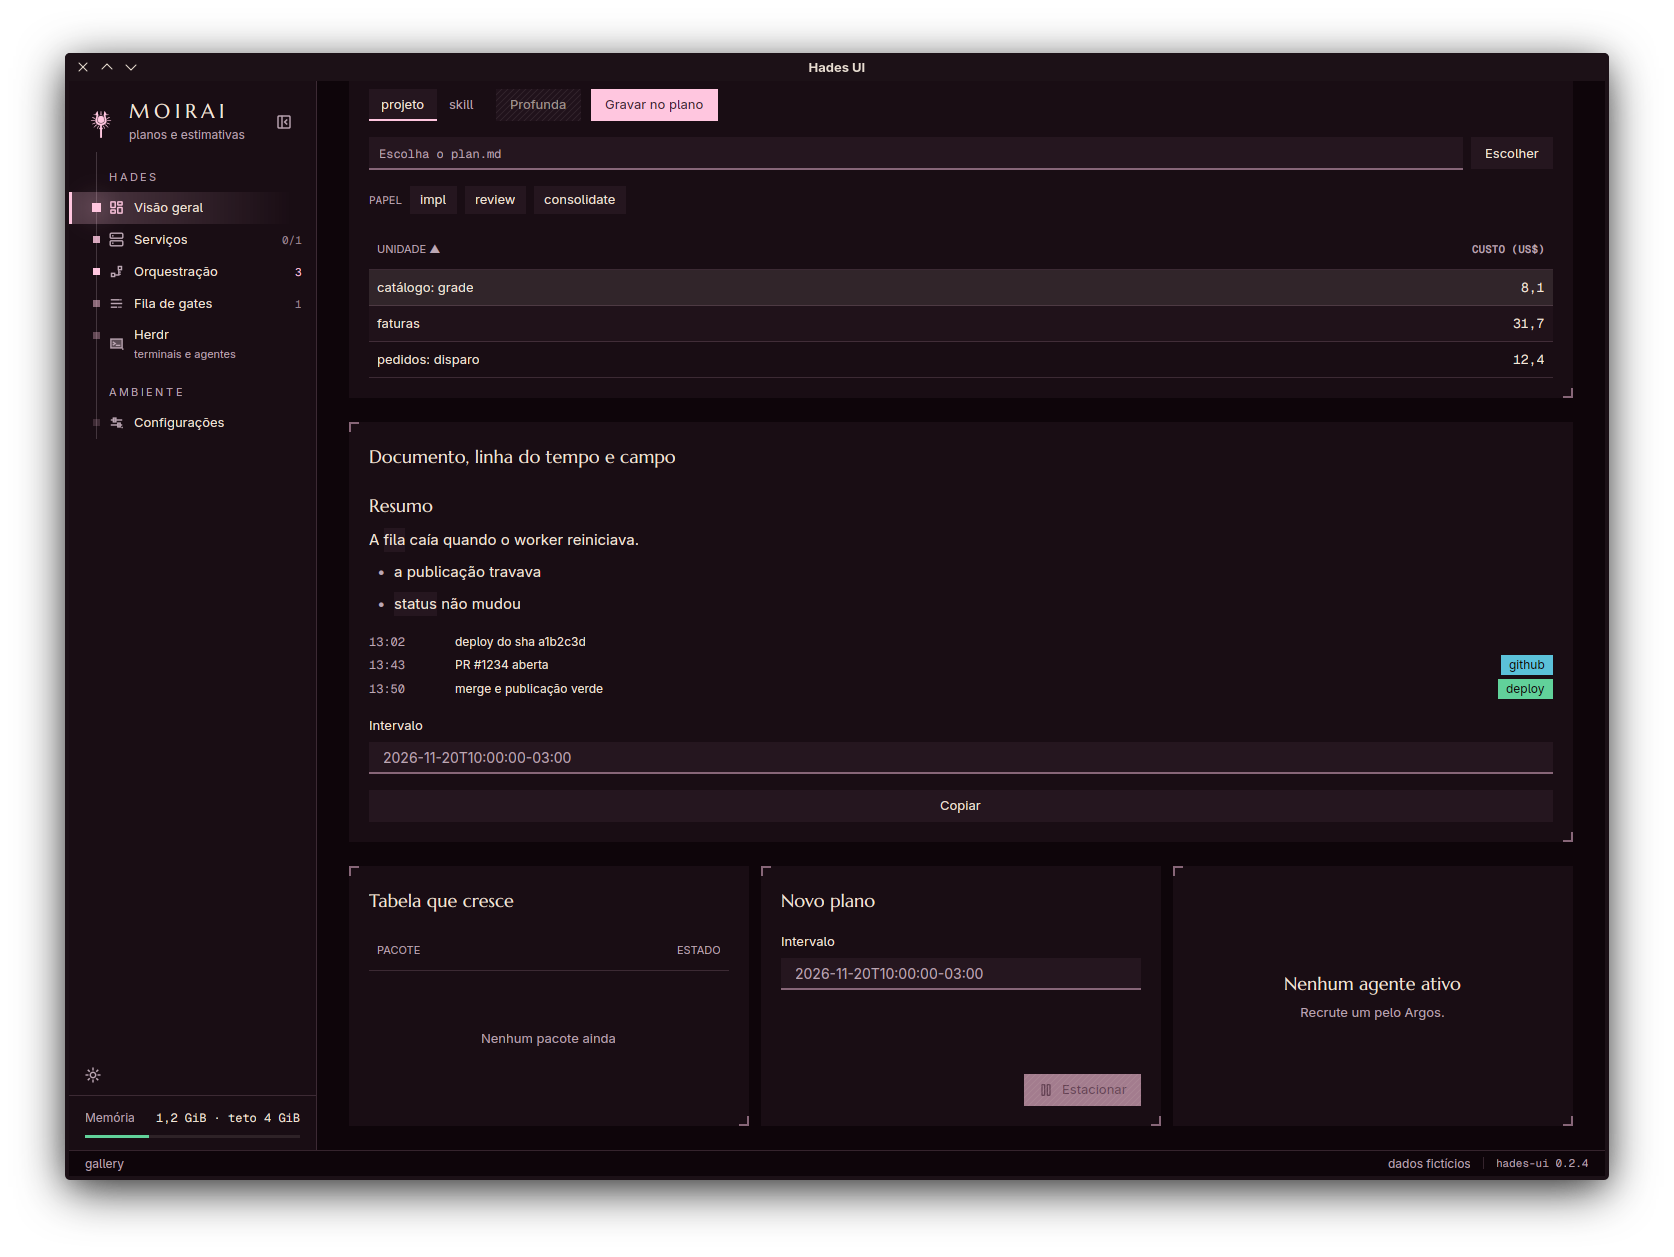 Hades UI
MOIRAI
planos e estimativas
HADES
Visão geral
Serviços 0/1
Orquestração 3
Fila de gates 1
Herdr
terminais e agentes
AMBIENTE
Configurações
Memória 1,2 GiB · teto 4 GiB
projeto skill Profunda Gravar no plano
Escolha o plan.md Escolher
PAPEL impl review consolidate
UNIDADE ▲ CUSTO (US$)
catálogo: grade 8,1
faturas 31,7
pedidos: disparo 12,4
Documento, linha do tempo e campo
Resumo
A fila caía quando o worker reiniciava.
• a publicação travava
• status não mudou
13:02 deploy do sha a1b2c3d
13:43 PR #1234 aberta github
13:50 merge e publicação verde deploy
Intervalo
2026-11-20T10:00:00-03:00
Copiar
Tabela que cresce
PACOTE ESTADO
Nenhum pacote ainda
Novo plano
Intervalo
2026-11-20T10:00:00-03:00
Estacionar
Nenhum agente ativo
Recrute um pelo Argos.
gallery dados fictícios hades-ui 0.2.4